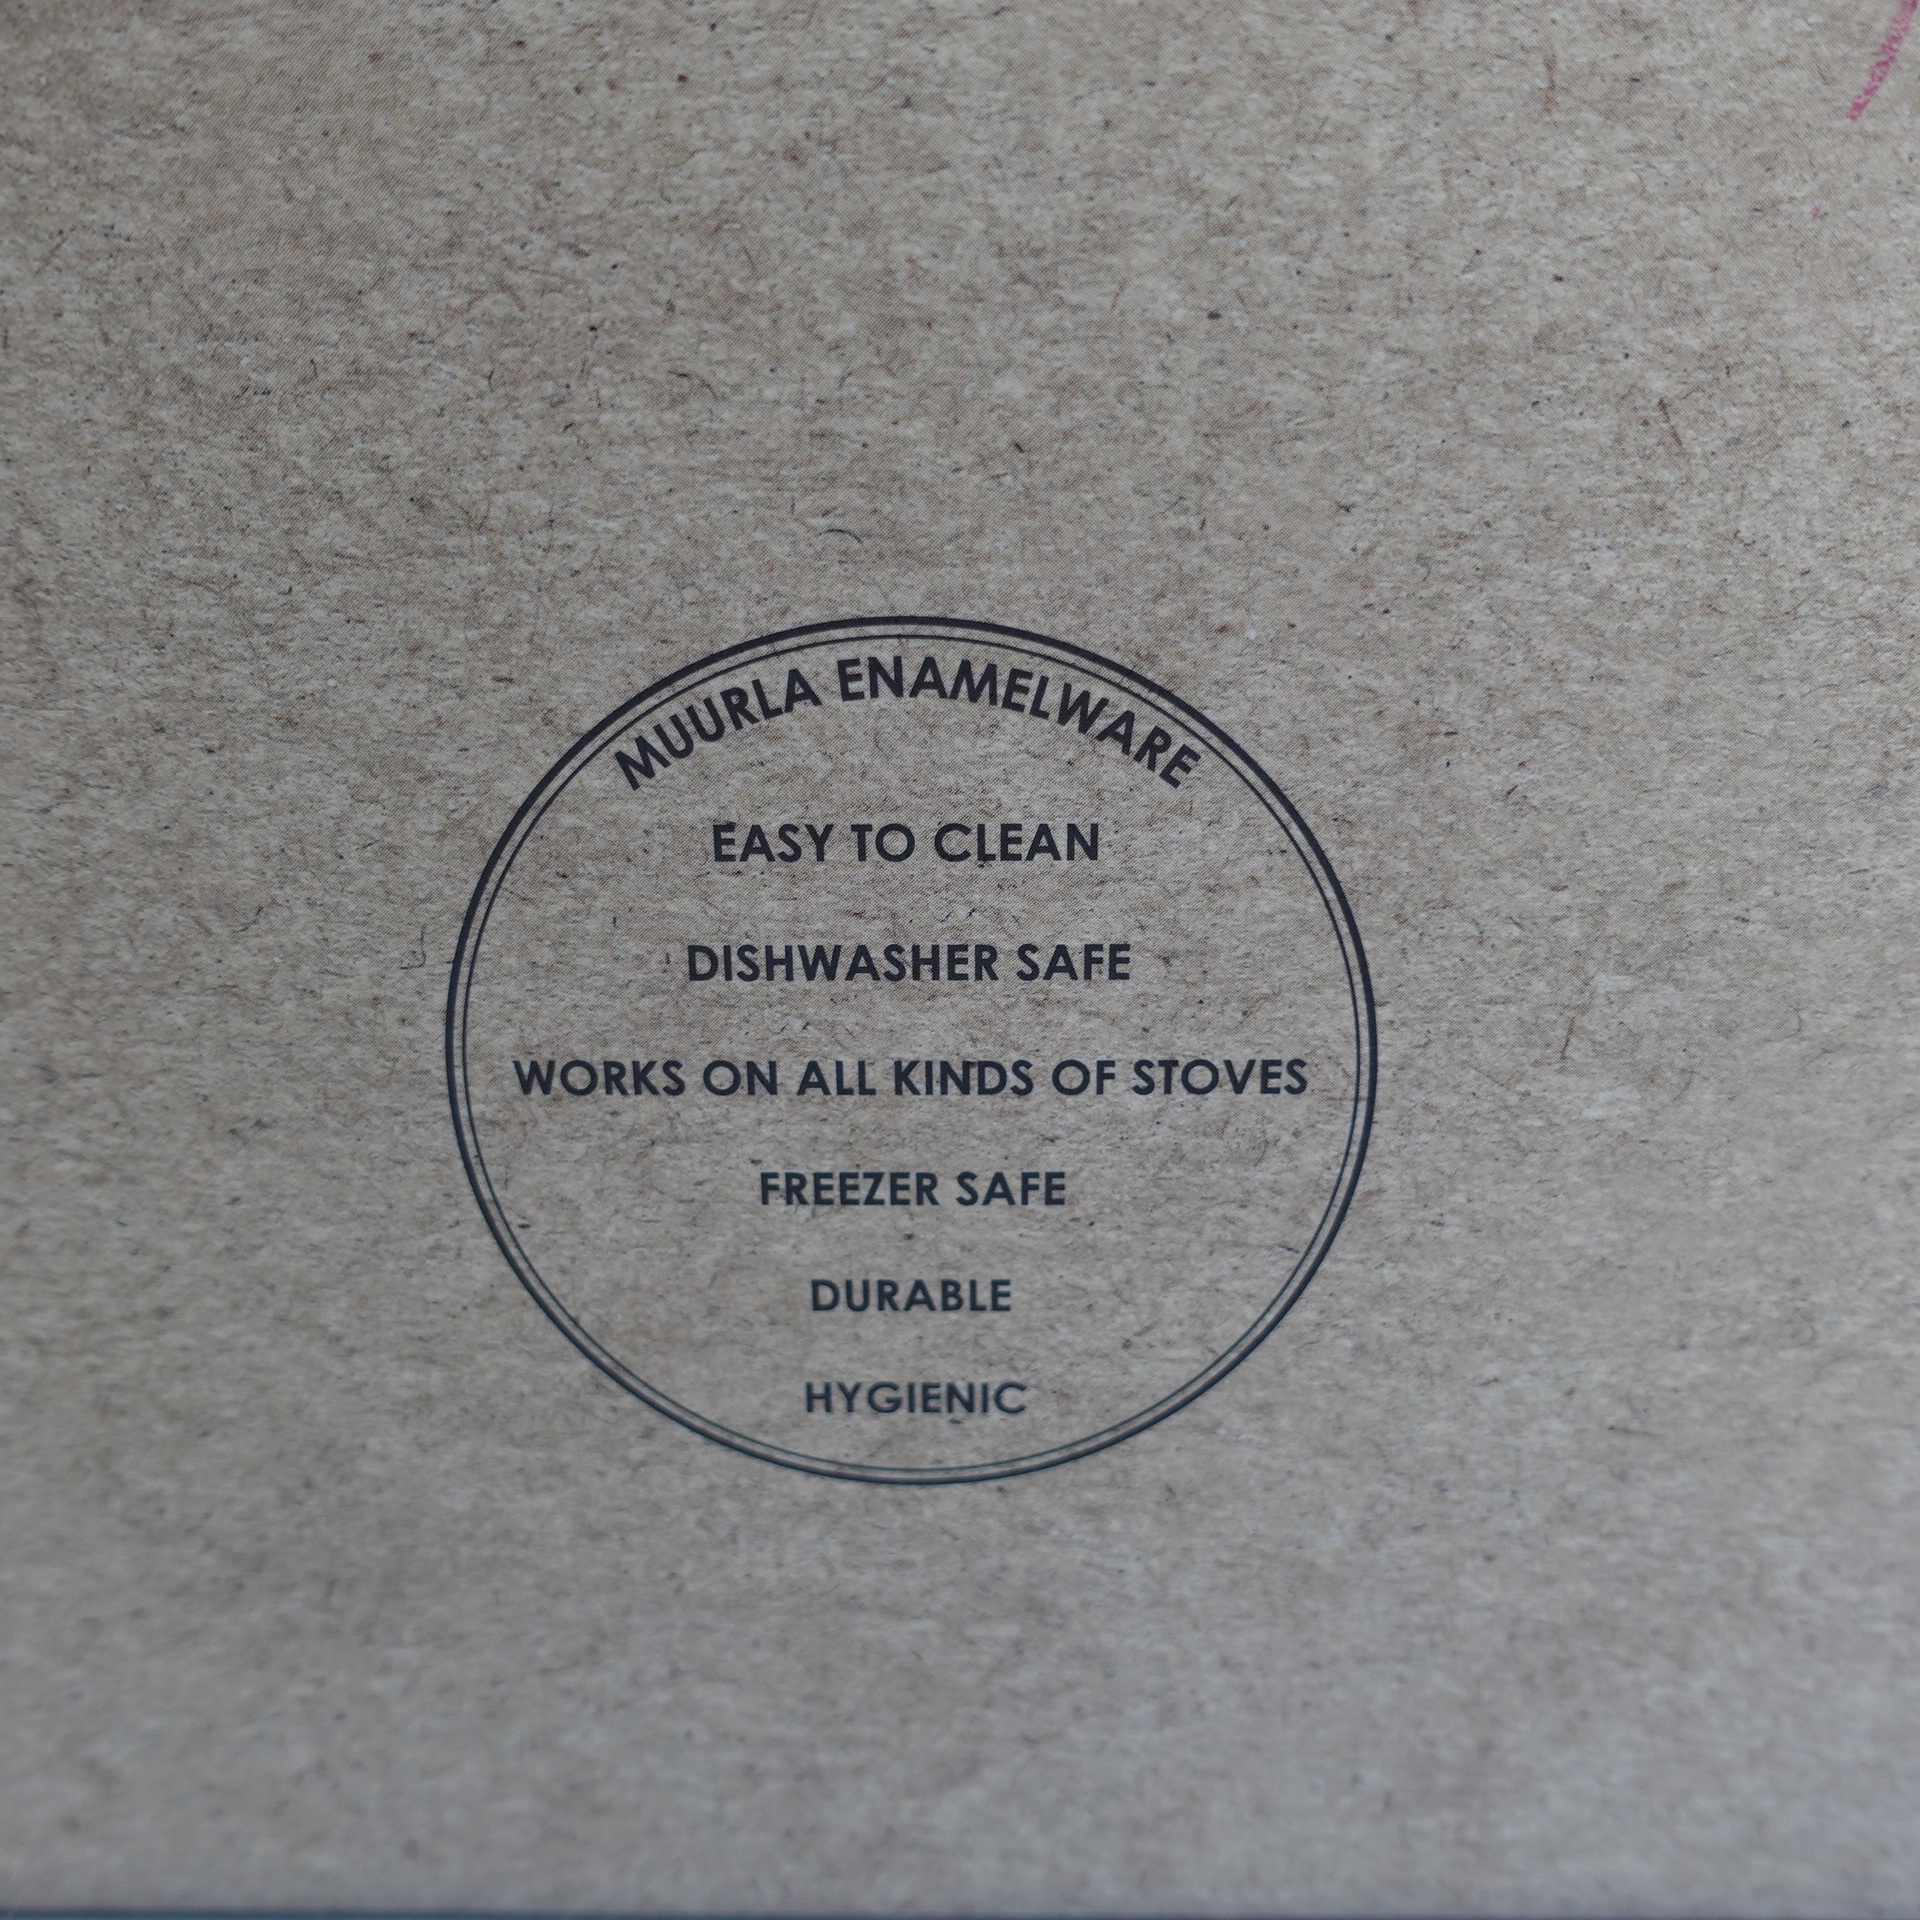 MUURLA ENAMELWARE
EASY TO CLEAN
DISHWASHER SAFE
WORKS ON ALL KINDS OF STOVES
FREEZER SAFE
DURABLE
HYGIENIC